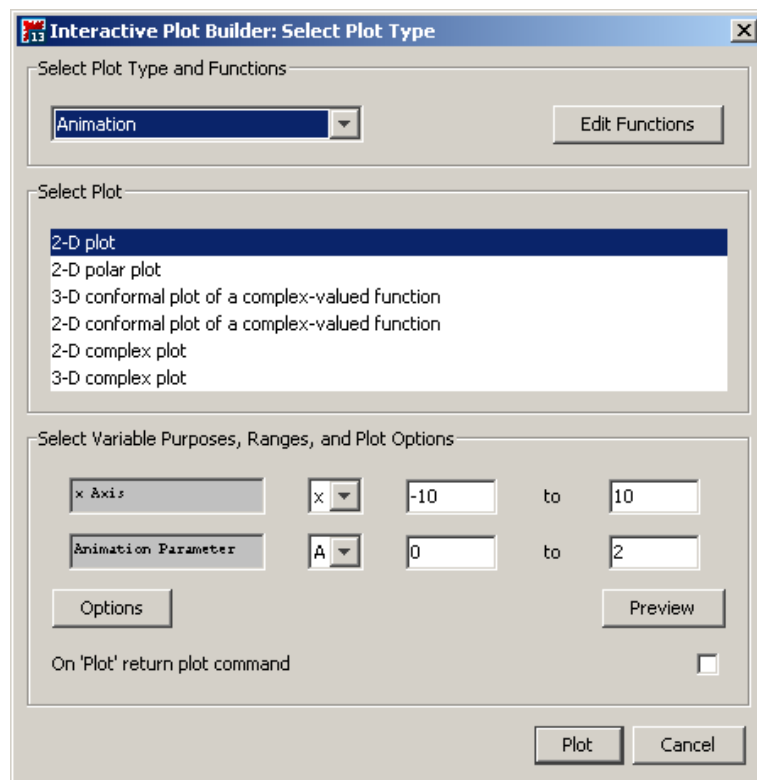 13 Interactive Plot Builder: Select Plot Type
Select Plot Type and Functions
Animation Edit Functions
Select Plot
2-D plot
2-D polar plot
3-D conformal plot of a complex-valued function
2-D conformal plot of a complex-valued function
2-D complex plot
3-D complex plot
Select Variable Purposes, Ranges, and Plot Options
x Axis x -10 to 10
Animation Parameter A 0 to 2
Options Preview
On 'Plot' return plot command
Plot Cancel